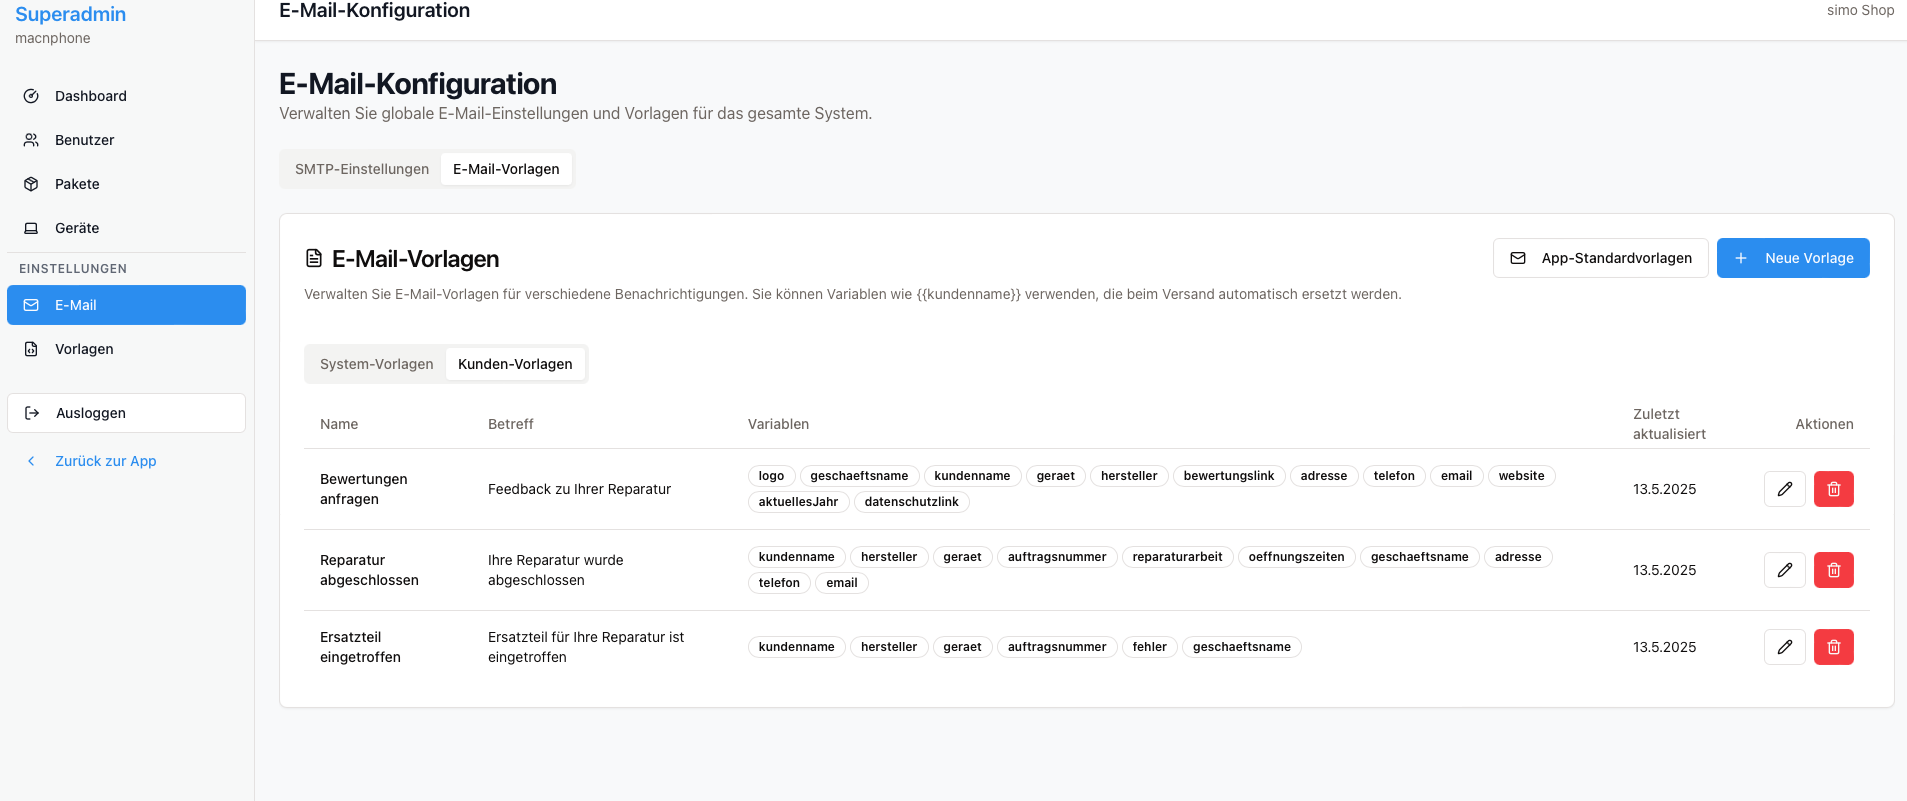 Superadmin
macnphone
Dashboard
Benutzer
Pakete
Geräte
EINSTELLUNGEN
E-Mail
Vorlagen
Ausloggen
Zurück zur App
E-Mail-Konfiguration
simo Shop
E-Mail-Konfiguration
Verwalten Sie globale E-Mail-Einstellungen und Vorlagen für das gesamte System.
SMTP-Einstellungen E-Mail-Vorlagen
E-Mail-Vorlagen
App-Standardvorlagen
Neue Vorlage
Verwalten Sie E-Mail-Vorlagen für verschiedene Benachrichtigungen. Sie können Variablen wie {{kundenname}} verwenden, die beim Versand automatisch ersetzt werden.
System-Vorlagen Kunden-Vorlagen
Name
Betreff
Variablen
Zuletzt
aktualisiert
Aktionen
Bewertungen
anfragen
Feedback zu Ihrer Reparatur
logo geschaeftsname kundenname geraet hersteller bewertungslink adresse telefon email website
aktuellesJahr datenschutzlink
13.5.2025
Reparatur
abgeschlossen
Ihre Reparatur wurde
abgeschlossen
kundenname hersteller geraet auftragsnummer reparaturarbeit oeffnungszeiten geschaeftsname adresse
telefon email
13.5.2025
Ersatzteil
eingetroffen
Ersatzteil für Ihre Reparatur ist
eingetroffen
kundenname hersteller geraet auftragsnummer fehler geschaeftsname
13.5.2025